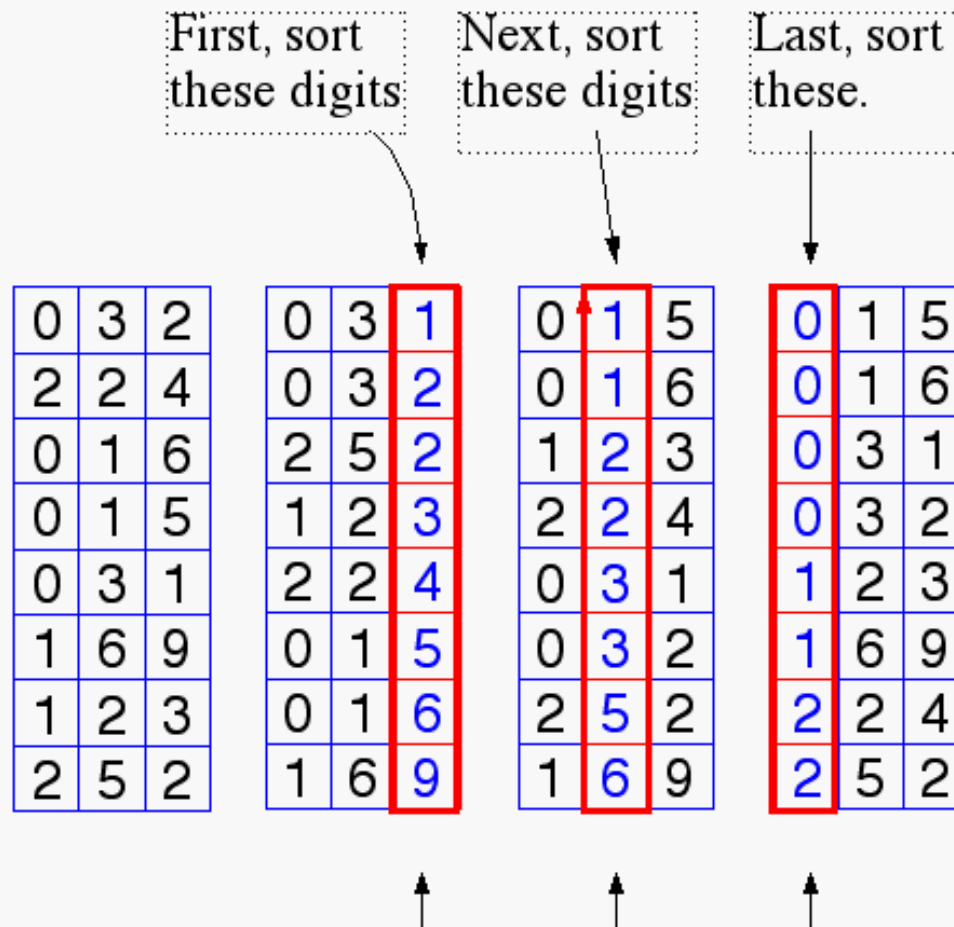 First, sort
these digits
Next, sort
these digits
Last, sort
these.
0 3 2
2 2 4
0 1 6
0 1 5
0 3 1
1 6 9
1 2 3
2 5 2
0 3 1
0 3 2
2 5 2
1 2 3
2 2 4
0 1 5
0 1 6
1 6 9
0 1 5
0 1 6
1 2 3
2 2 4
0 3 1
0 3 2
2 5 2
1 6 9
0 1 5
0 1 6
0 3 1
0 3 2
1 2 3
1 6 9
2 2 4
2 5 2